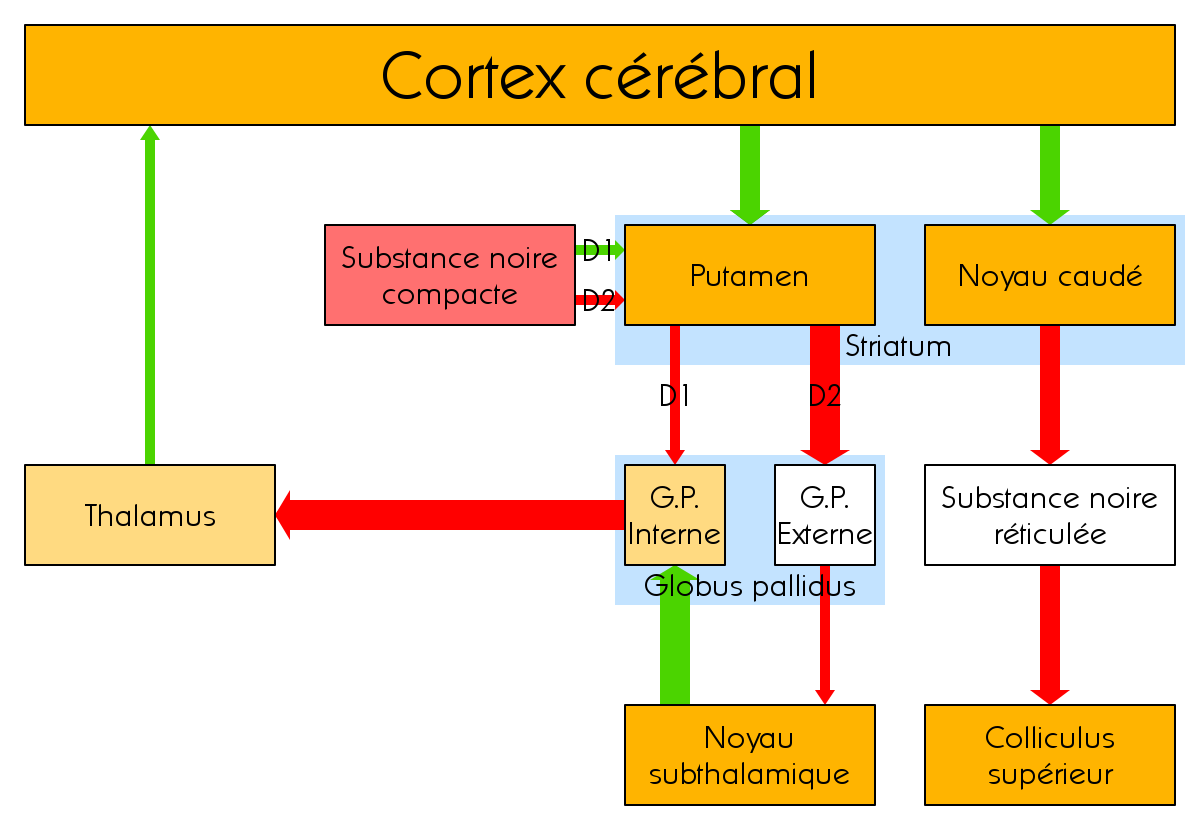 Cortex cérébral
Substance noire
compacte
D1
D2
Putamen
Noyau caudé
Striatum
D1
D2
Thalamus
G.P.
Interne
G.P.
Externe
Substance noire
réticulée
Globus pallidus
Noyau
subthalamique
Colliculus
supérieur